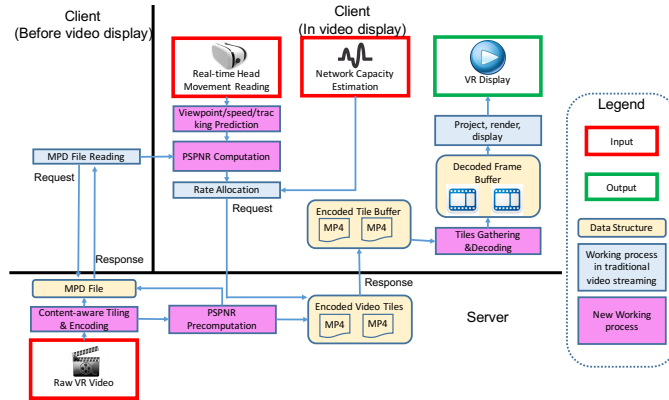 Client
(Before video display)
Client
(In video display)
Real-time Head
Movement Reading
Network Capacity
Estimation
VR Display
Viewpoint/speed/trac
king Prediction
MPD File Reading
PSPNR Computation
Rate Allocation
Request
Request
Project, render,
display
Decoded Frame
Buffer
Encoded Tile Buffer
MP4
MP4
Tiles Gathering
&Decoding
Response
Response
MPD File
Content-aware Tiling
& Encoding
PSPNR
Precomputation
Encoded Video Tiles
MP4
MP4
Server
Raw VR Video
Legend
Input
Output
Data Structure
Working process
in traditional
video streaming
New Working
process